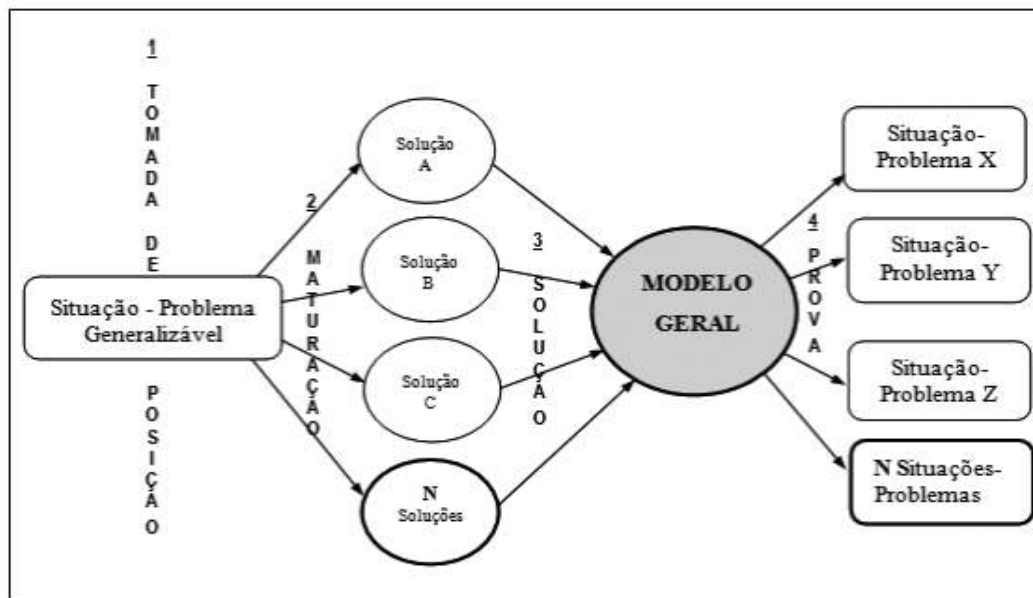 1 TOMADA DE POSIÇÃO
Situação - Problema
Generalizável
2 MATURAÇÃO
Solução
A
Solução
B
Solução
C
N
Soluções
3 SOLUÇÃO
MODELO
GERAL
4 PROVA
Situação-
Problema X
Situação-
Problema Y
Situação-
Problema Z
N Situações-
Problemas